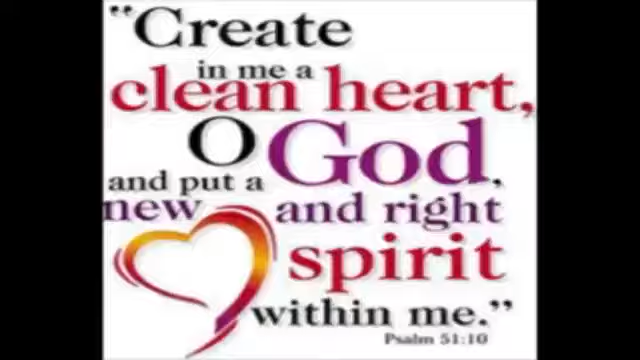 “Create
in me a
clean heart,
O God,
and put a
new and right
spirit
within me.”
Psalm 51:10